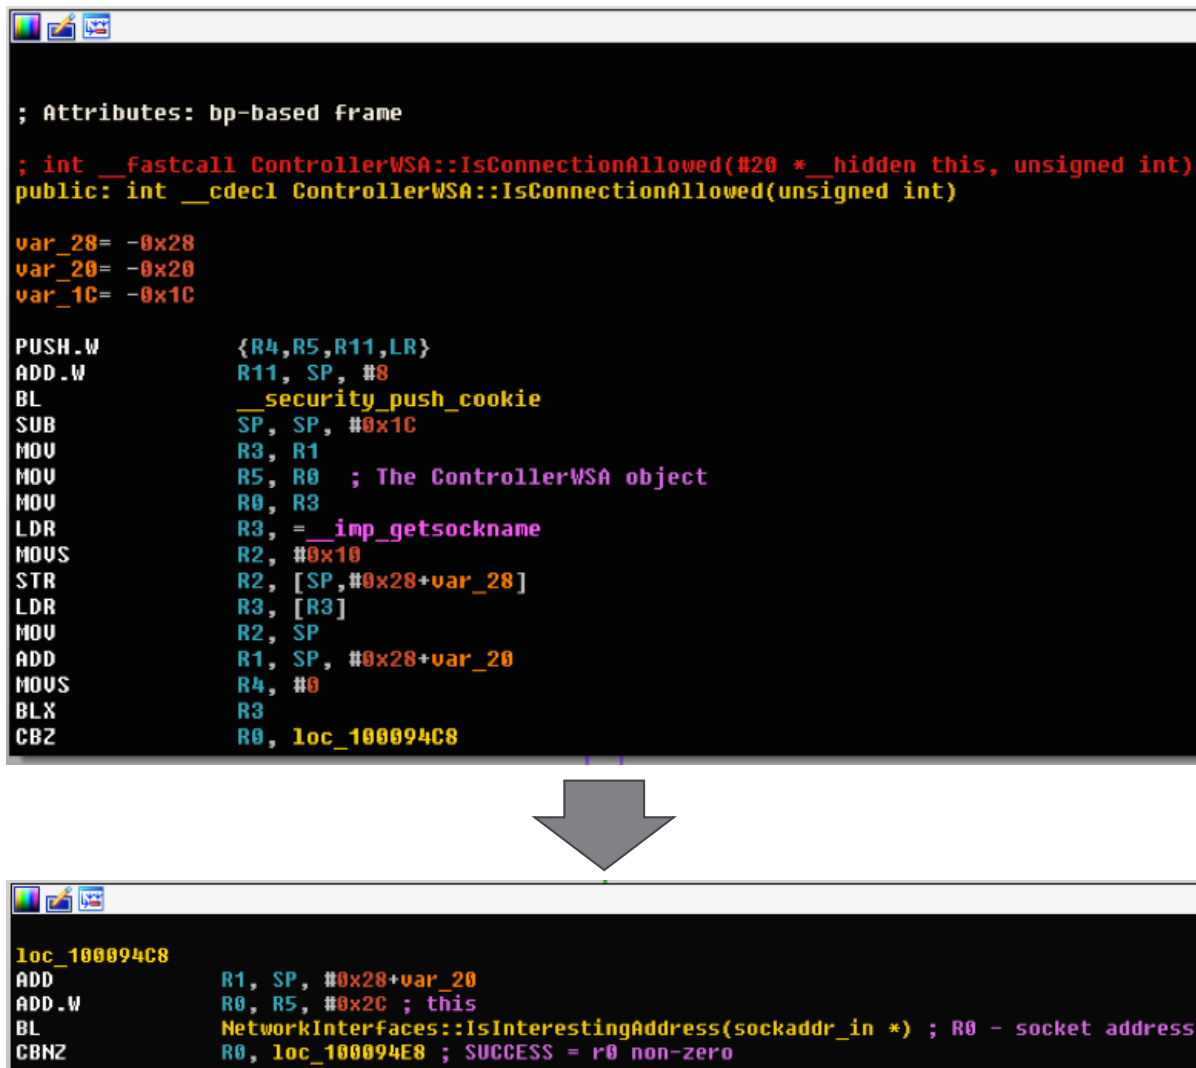 ; Attributes: bp-based frame
; int __fastcall ControllerWSA::IsConnectionAllowed(#20 *__hidden this, unsigned int)
public: int __cdecl ControllerWSA::IsConnectionAllowed(unsigned int)
var_28= -0x28
var_20= -0x20
var_1C= -0x1C
PUSH.W {R4,R5,R11,LR}
ADD.W R11, SP, #8
BL __security_push_cookie
SUB SP, SP, #0x1C
MOV R3, R1
MOV R5, R0 ; The ControllerWSA object
MOV R0, R3
LDR R3, =__imp_getsockname
MOVS R2, #0x10
STR R2, [SP,#0x28+var_28]
LDR R3, [R3]
MOV R2, SP
ADD R1, SP, #0x28+var_20
MOVS R4, #0
BLX R3
CBZ R0, loc_100094C8
loc_100094C8
ADD R1, SP, #0x28+var_20
ADD.W R0, R5, #0x2C ; this
BL NetworkInterfaces::IsInterestingAddress(sockaddr_in *) ; R0 - socket address
CBNZ R0, loc_100094E8 ; SUCCESS = r0 non-zero